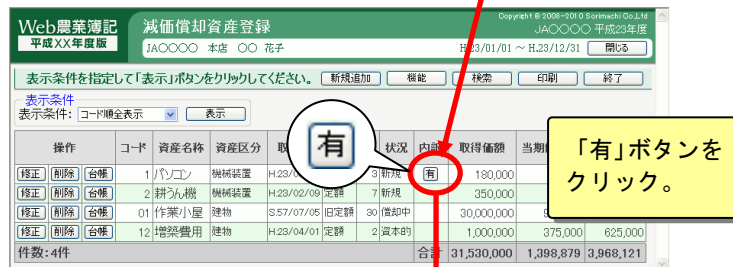 Copyright © 2008-2010 Sorimachi Co.,Ltd
Web農業簿記 減価償却資産登録 JA〇〇〇〇 平成23年度
平成XX年度版 JA〇〇〇〇 本店 〇〇 花子 H.23/01/01 ~ H.23/12/31 閉じる
表示条件を指定して「表示」ボタンをクリックしてください。 新規追加 機能 検索 印刷 終了
表示条件
表示条件: コード順全表示 表示
操作 コード 資産名称 資産区分 状況 内訳 取得価額
修正 削除 台帳 1 パソコン 機械装置 3 新規 有 180,000
修正 削除 台帳 2 耕うん機 機械装置 H.23/02/09 定額 7 新規 350,000
修正 削除 台帳 01 作業小屋 建物 S.57/07/05 旧定額 30 償却中 30,000,000
修正 削除 台帳 12 増築費用 建物 H.23/04/01 定額 2 資本的 1,000,000 375,000 625,000
件数:4件 合計 31,530,000 1,398,879 3,968,121
有
「有」ボタンを
クリック。